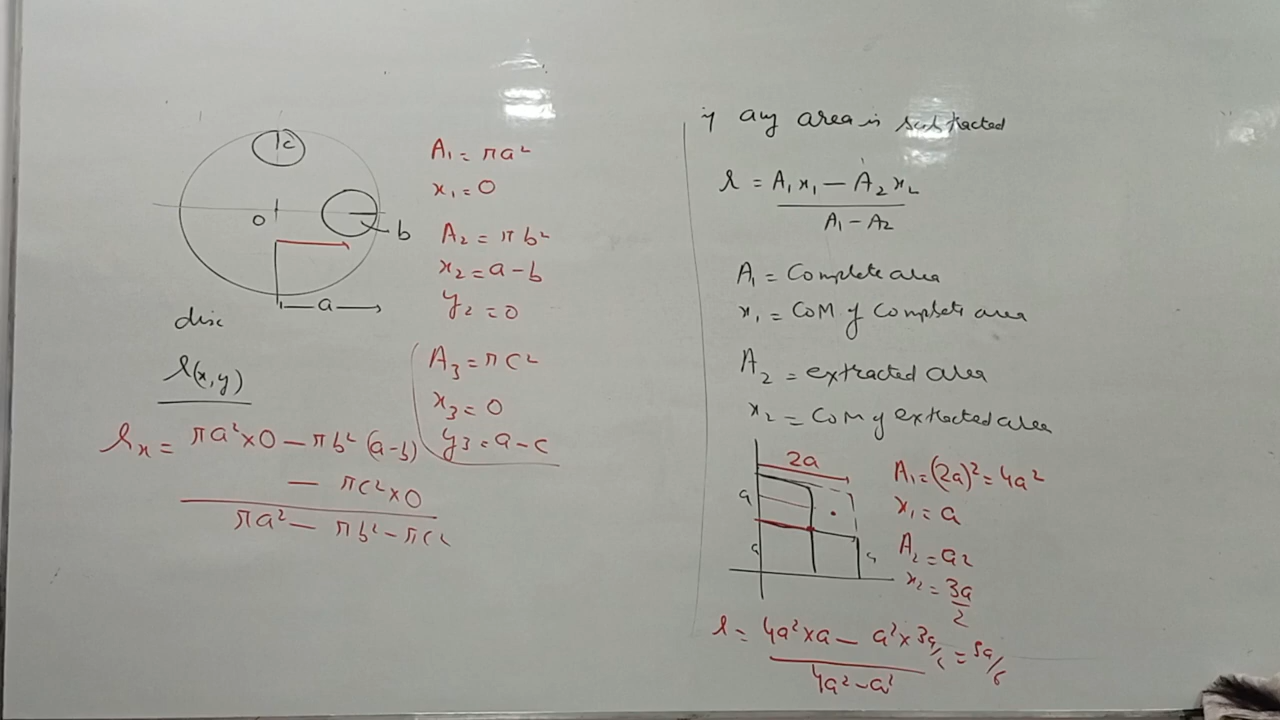 c
O
b
a
disc
r(x,y)
A₁ = πa²
x₁ = 0
A₂ = πb²
x₂ = a-b
y₂ = 0
A₃ = πc²
x₃ = 0
y₃ = a-c
rx = πa²×0 - πb²(a-b)
- πc²×0
πa² - πb² - πc²
if any area is subtracted
r = A₁x₁ - A₂x₂
A₁ - A₂
A₁ = Complete area
x₁ = COM of Complete area
A₂ = extracted area
x₂ = COM of extracted area
2a
a
a
a
A₁ = (2a)² = 4a²
x₁ = a
A₂ = a²
x₂ = 3a/2
r = 4a²×a - a²×3a/2 = 5a/6
4a² - a²